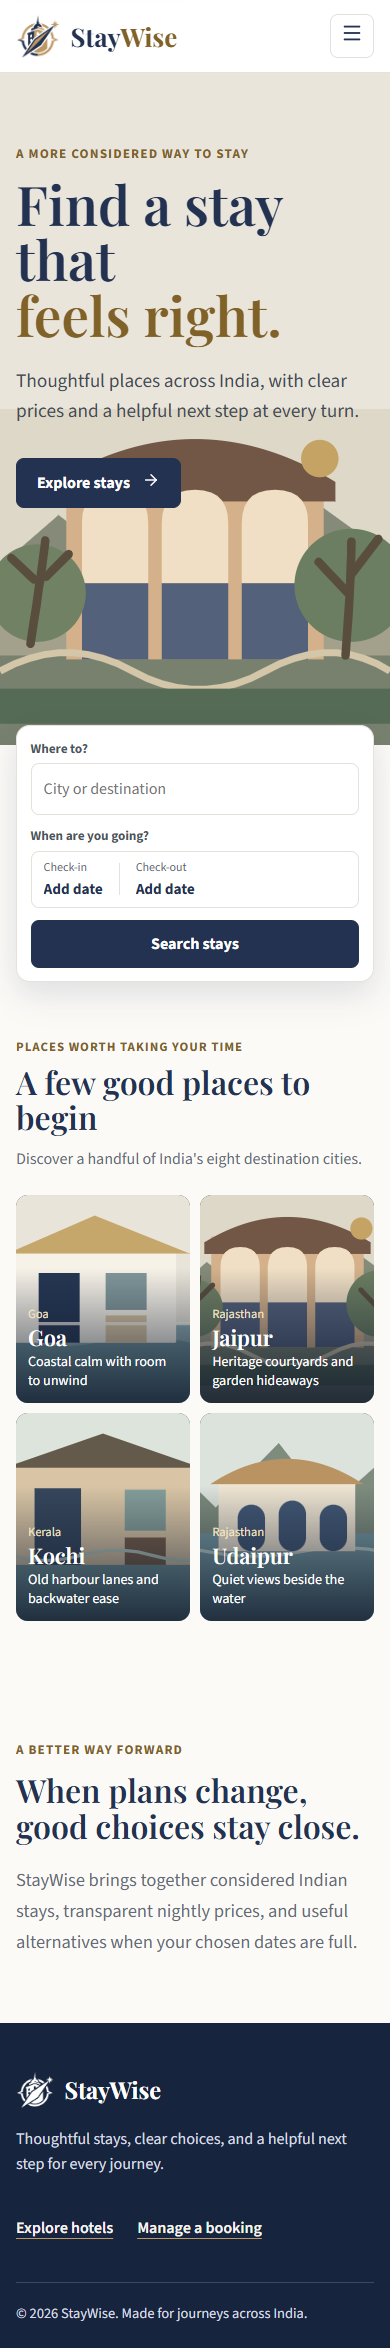 StayWise
A MORE CONSIDERED WAY TO STAY
Find a stay
that
feels right.
Thoughtful places across India, with clear
prices and a helpful next step at every turn.
Explore stays
Where to?
City or destination
When are you going?
Check-in
Check-out
Add date
Add date
Search stays
PLACES WORTH TAKING YOUR TIME
A few good places to
begin
Discover a handful of India's eight destination cities.
Goa
Goa
Coastal calm with room
to unwind
Rajasthan
Jaipur
Heritage courtyards and
garden hideaways
Kerala
Kochi
Old harbour lanes and
backwater ease
Rajasthan
Udaipur
Quiet views beside the
water
A BETTER WAY FORWARD
When plans change,
good choices stay close.
StayWise brings together considered Indian
stays, transparent nightly prices, and useful
alternatives when your chosen dates are full.
StayWise
Thoughtful stays, clear choices, and a helpful next
step for every journey.
Explore hotels
Manage a booking
© 2026 StayWise. Made for journeys across India.